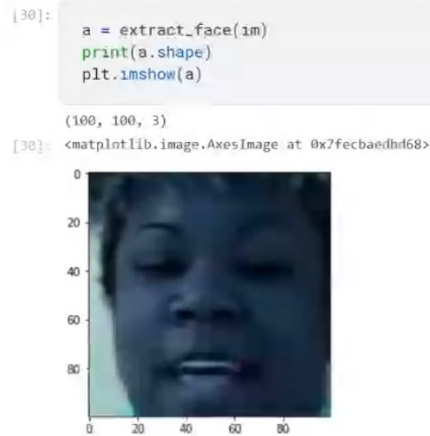 [30]:
a = extract_face(im)
print(a.shape)
plt.imshow(a)
(100, 100, 3)
[30]: <matplotlib.image.AxesImage at 0x7fecbaedbd68>
0
20
40
60
80
0 20 40 60 80